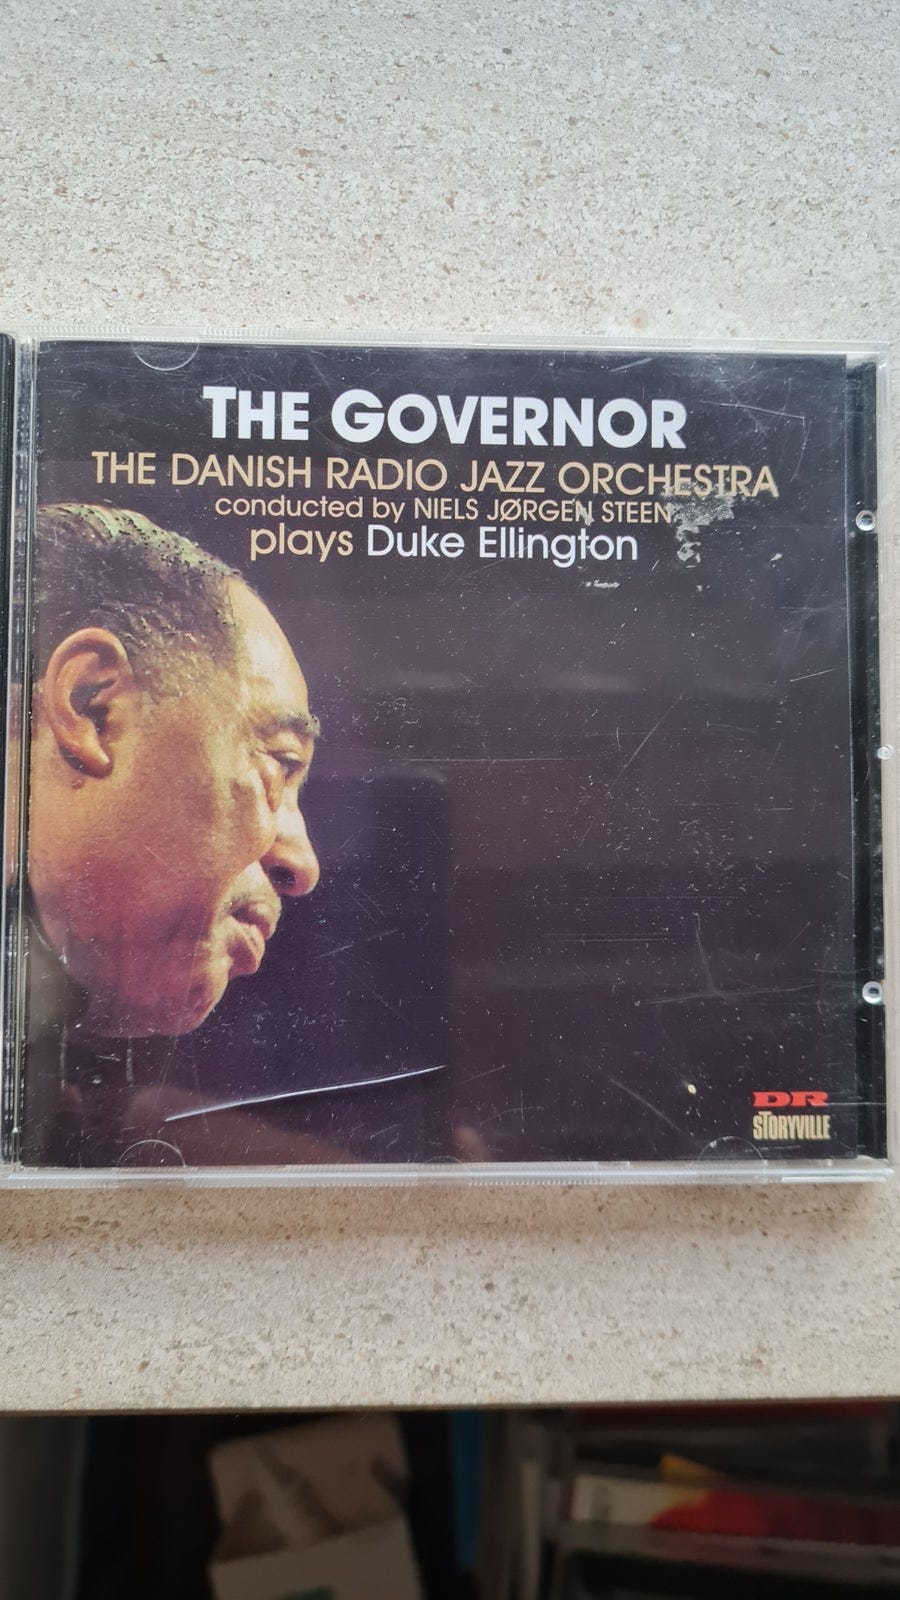 THE GOVERNOR
THE DANISH RADIO JAZZ ORCHESTRA
conducted by NIELS JØRGEN STEEN
plays Duke Ellington
DR
STORYVILLE